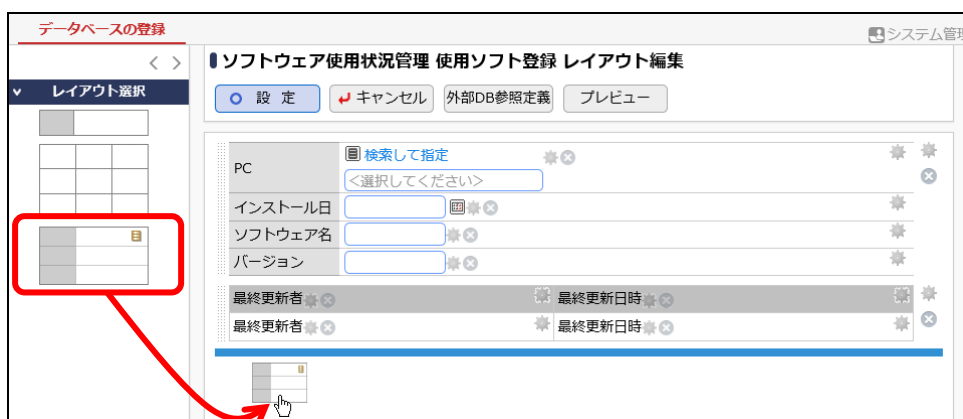 データベースの登録
システム管理
< >
ソフトウェア使用状況管理 使用ソフト登録 レイアウト編集
レイアウト選択
設 定 キャンセル 外部DB参照定義 プレビュー
PC 検索して指定
<選択してください>
インストール日
ソフトウェア名
バージョン
最終更新者 最終更新日時
最終更新者 最終更新日時